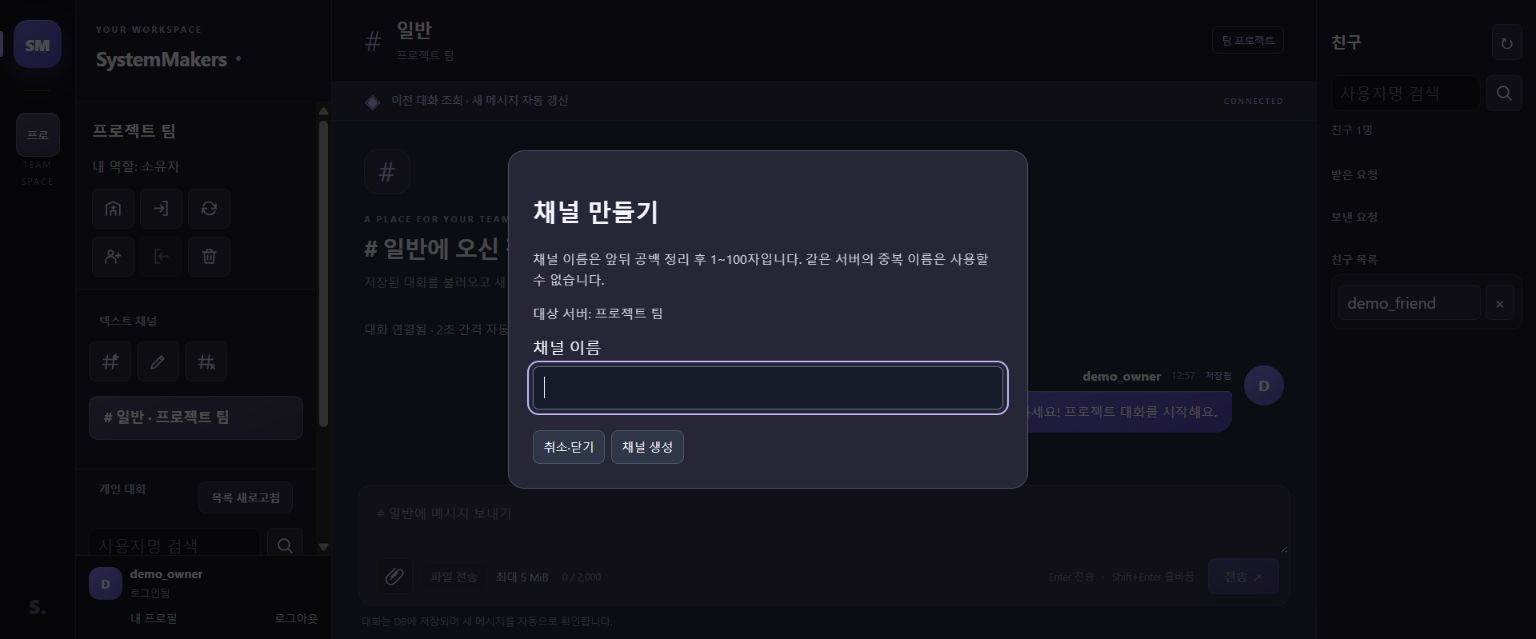 SM
프로
TEAM
SPACE
S.
YOUR WORKSPACE
SystemMakers
프로젝트 팀
내 역할: 소유자
텍스트 채널
# 일반 · 프로젝트 팀
개인 대화
목록 새로고침
사용자명 검색
D
demo_owner
로그인됨
내 프로필
로그아웃
# 일반
프로젝트 팀
팀 프로젝트
이전 대화 조회 · 새 메시지 자동 갱신
CONNECTED
#
A PLACE FOR YOUR TEAM
# 일반에 오신
저장된 대화를 불러오고 새
대화 연결됨 · 2초 간격 자동
채널 만들기
채널 이름은 앞뒤 공백 정리 후 1~100자입니다. 같은 서버의 중복 이름은 사용할
수 없습니다.
대상 서버: 프로젝트 팀
채널 이름
취소·닫기
채널 생성
demo_owner 12:57 저장됨
D
세요! 프로젝트 대화를 시작해요.
# 일반에 메시지 보내기
파일 전송
최대 5 MiB
0 / 2,000
Enter 전송 · Shift+Enter 줄바꿈
전송 ↗
대화는 DB에 저장되며 새 메시지를 자동으로 확인합니다.
친구
↻
사용자명 검색
친구 1명
받은 요청
보낸 요청
친구 목록
demo_friend
×